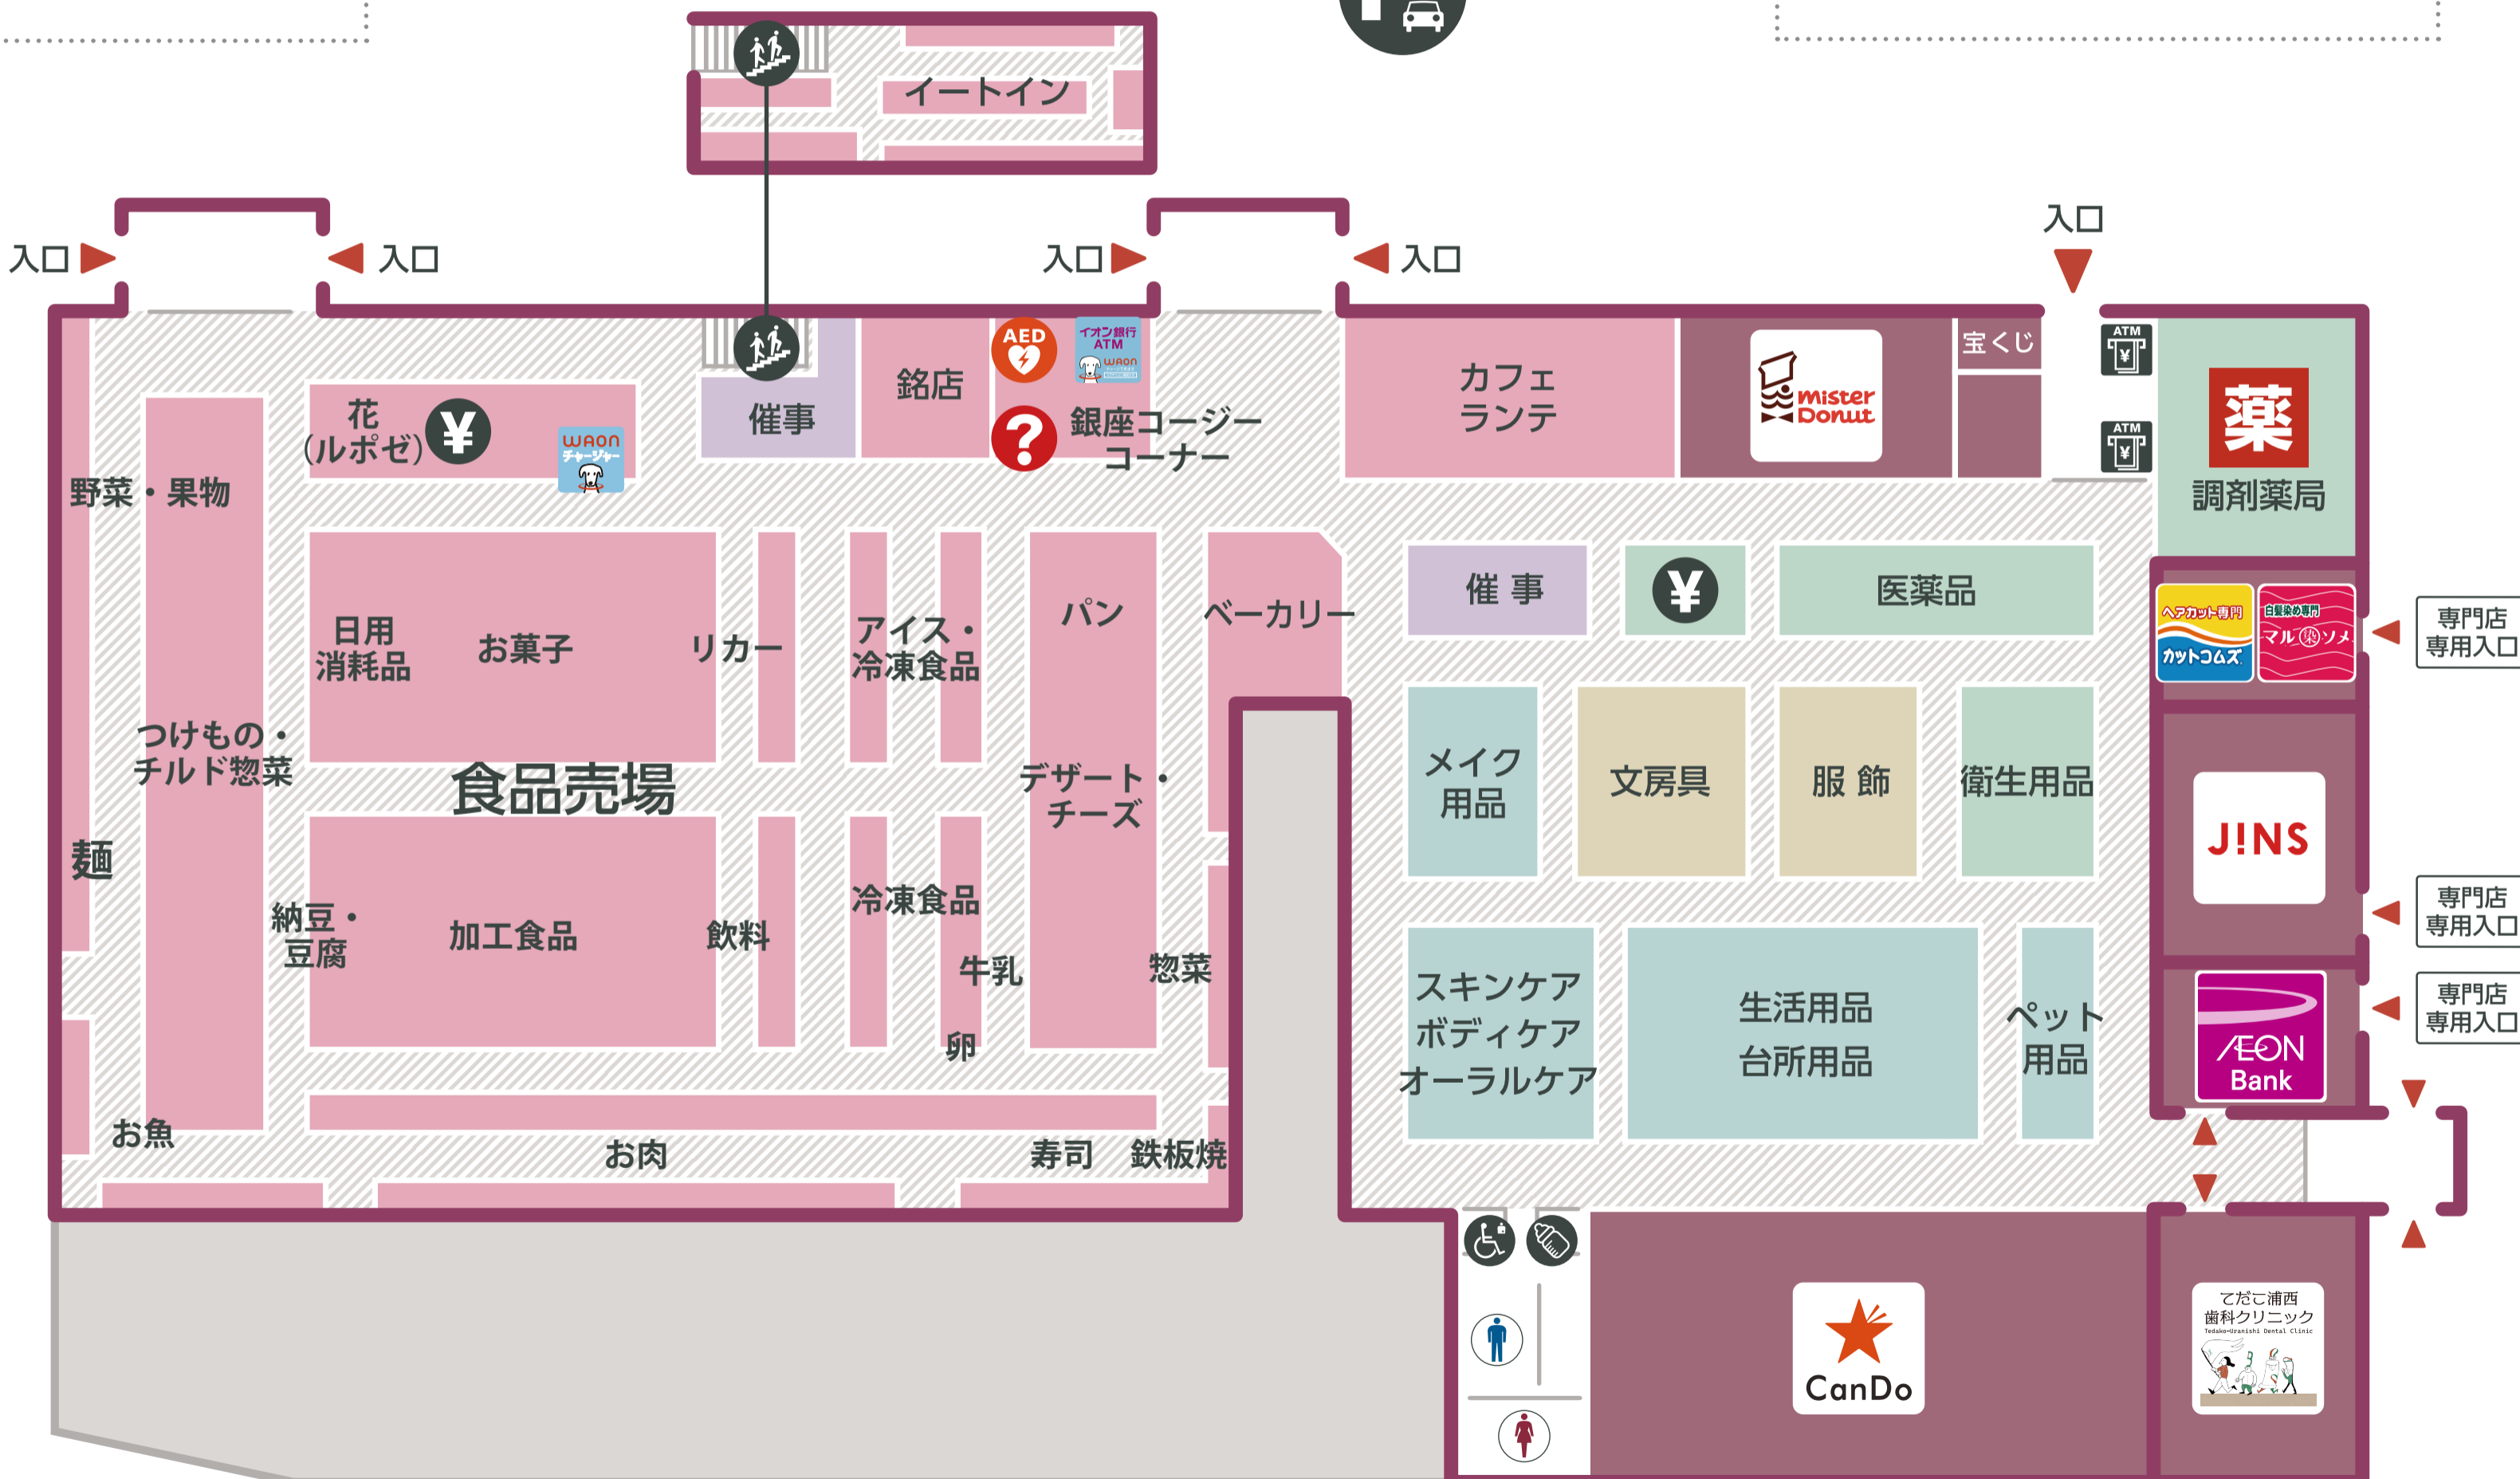 イートイン
入口
入口
入口
入口
入口
花
(ルポゼ)
¥
WAON
チャージャー
催事
銘店
AED
イオン銀行
ATM
WAON
?
銀座コージー
コーナー
カフェ
ランテ
mister
Donut
宝くじ
ATM
¥
ATM
¥
薬
調剤薬局
野菜・果物
日用
消耗品
お菓子
リカー
アイス・
冷凍食品
パン
ベーカリー
催 事
¥
医薬品
ヘアカット専門
カットコムズ
白髪染め専門
マル染ソメ
専門店
専用入口
つけもの・
チルド惣菜
食品売場
デザート・
チーズ
メイク
用品
文房具
服 飾
衛生用品
J!NS
麺
納豆・
豆腐
加工食品
飲料
冷凍食品
牛乳
卵
惣菜
専門店
専用入口
スキンケア
ボディケア
オーラルケア
生活用品
台所用品
ペット
用品
ÆON
Bank
専門店
専用入口
お魚
お肉
寿司
鉄板焼
CanDo
てだこ浦西
歯科クリニック
Tedako-Uranishi Dental Clinic